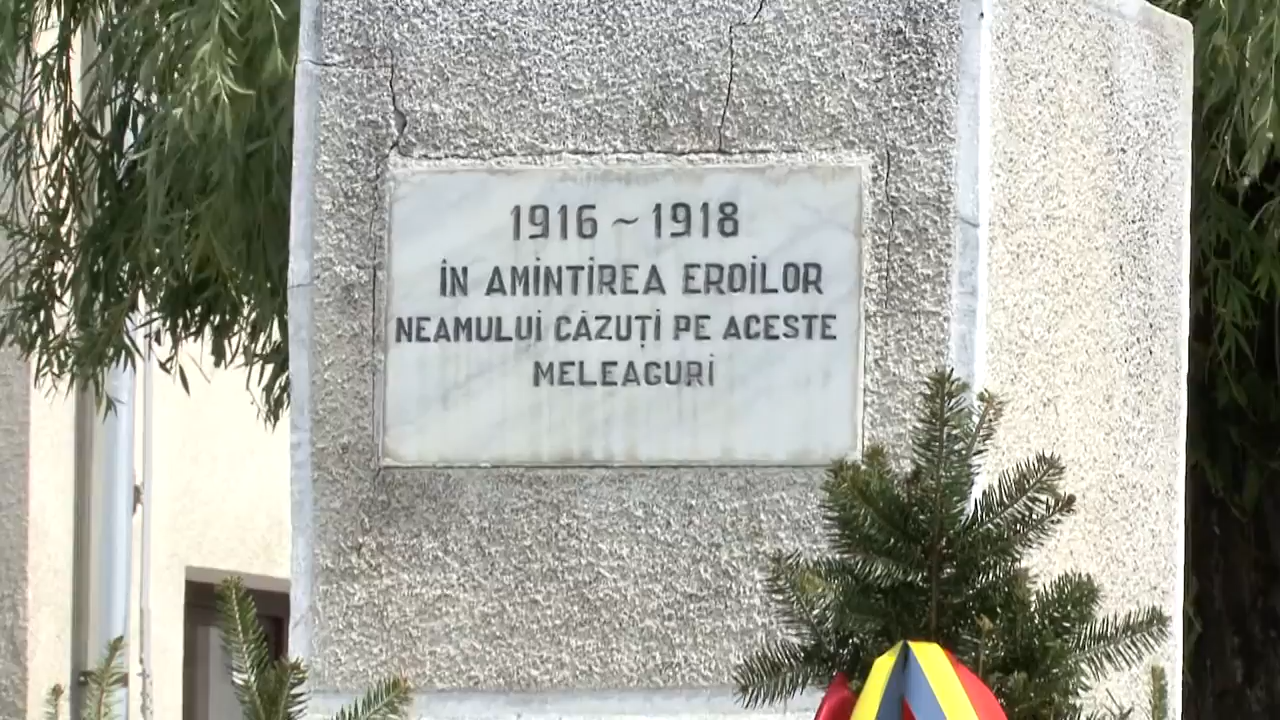 1916 ~ 1918
ÎN AMINTIREA EROILOR
NEAMULUI CĂZUȚI PE ACESTE
MELEAGURI